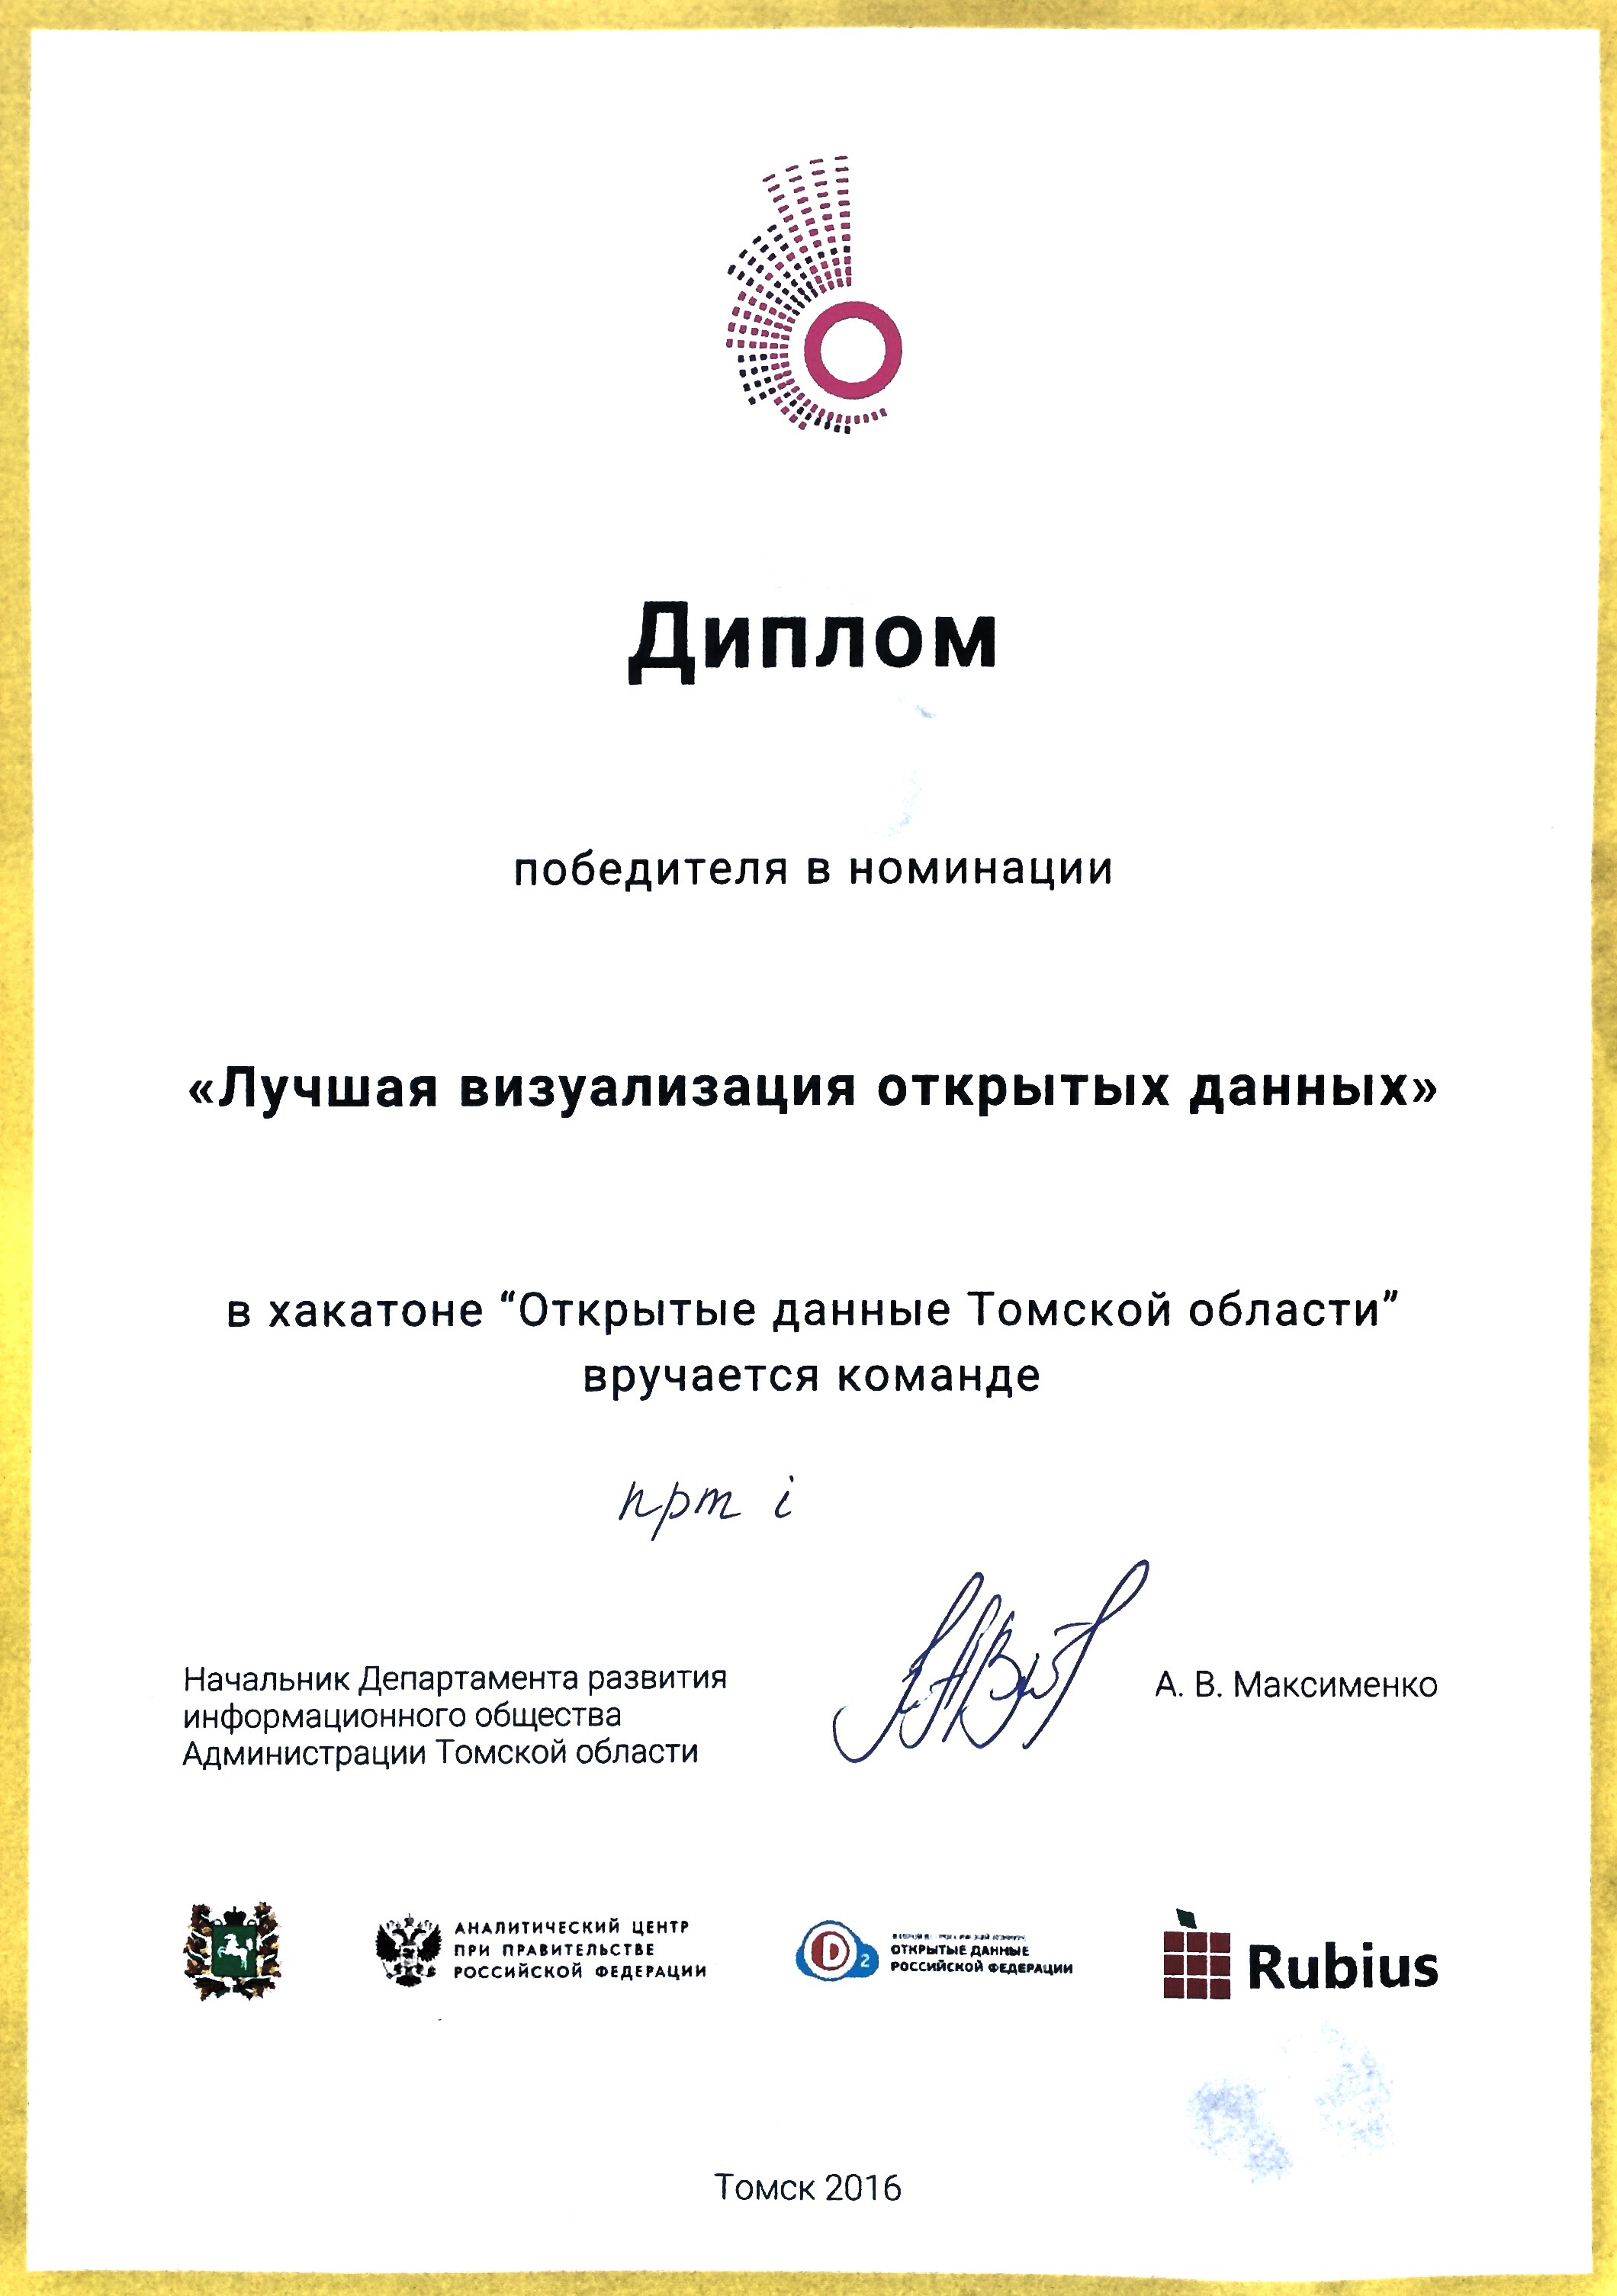 Диплом
победителя в номинации
«Лучшая визуализация открытых данных»
в хакатоне “Открытые данные Томской области”
вручается команде
npm i
Начальник Департамента развития
информационного общества
Администрации Томской области
А. В. Максименко
АНАЛИТИЧЕСКИЙ ЦЕНТР
ПРИ ПРАВИТЕЛЬСТВЕ
РОССИЙСКОЙ ФЕДЕРАЦИИ
D 2
ОТКРЫТЫЕ ДАННЫЕ
РОССИЙСКОЙ ФЕДЕРАЦИИ
Rubius
Томск 2016